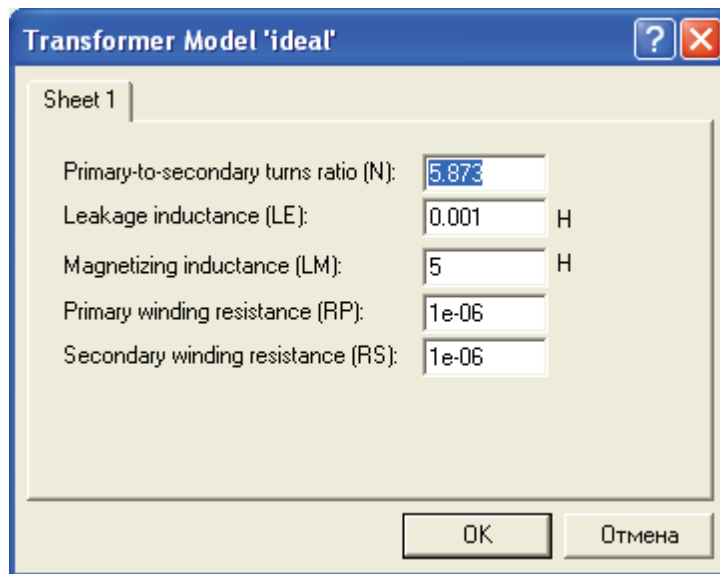 Transformer Model 'ideal'
Sheet 1
Primary-to-secondary turns ratio (N): 5.873
Leakage inductance (LE): 0.001 H
Magnetizing inductance (LM): 5 H
Primary winding resistance (RP): 1e-06
Secondary winding resistance (RS): 1e-06
OK Отмена